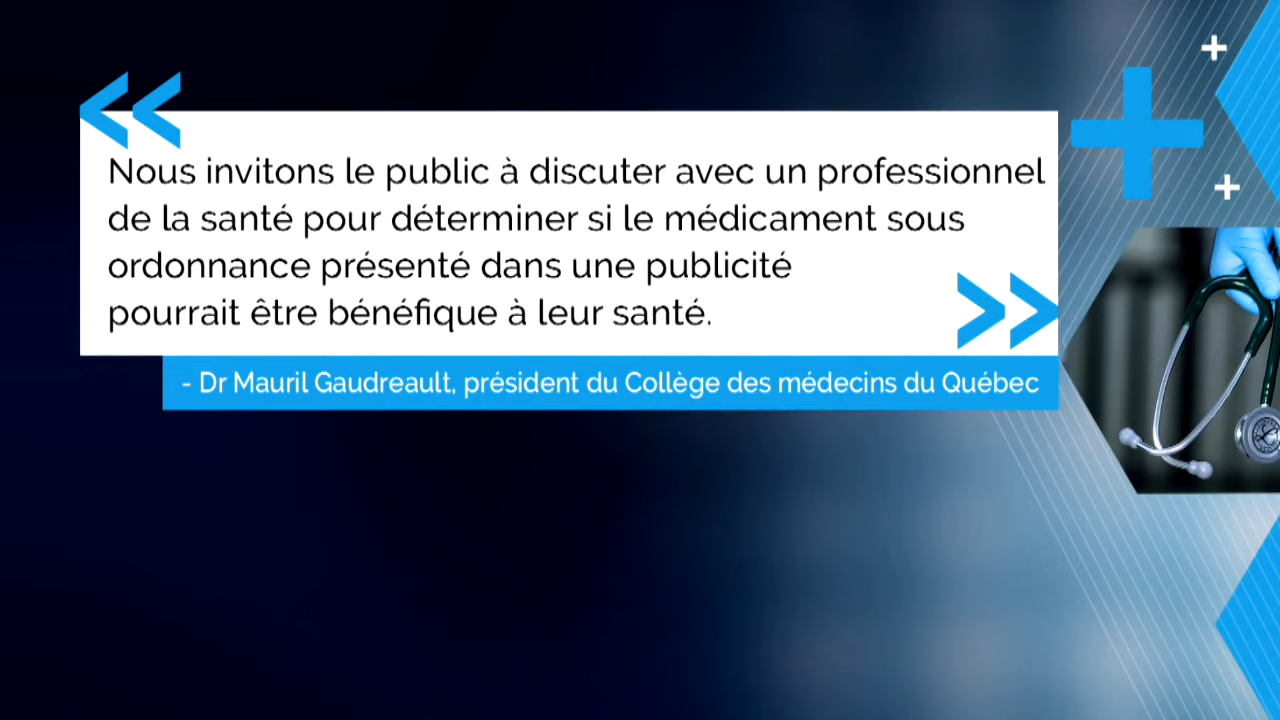 «
Nous invitons le public à discuter avec un professionnel
de la santé pour déterminer si le médicament sous
ordonnance présenté dans une publicité
pourrait être bénéfique à leur santé.
»
- Dr Mauril Gaudreault, président du Collège des médecins du Québec